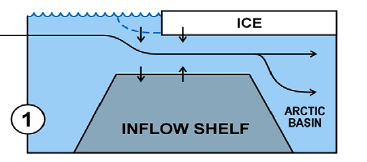 ICE
1
INFLOW SHELF
ARCTIC
BASIN